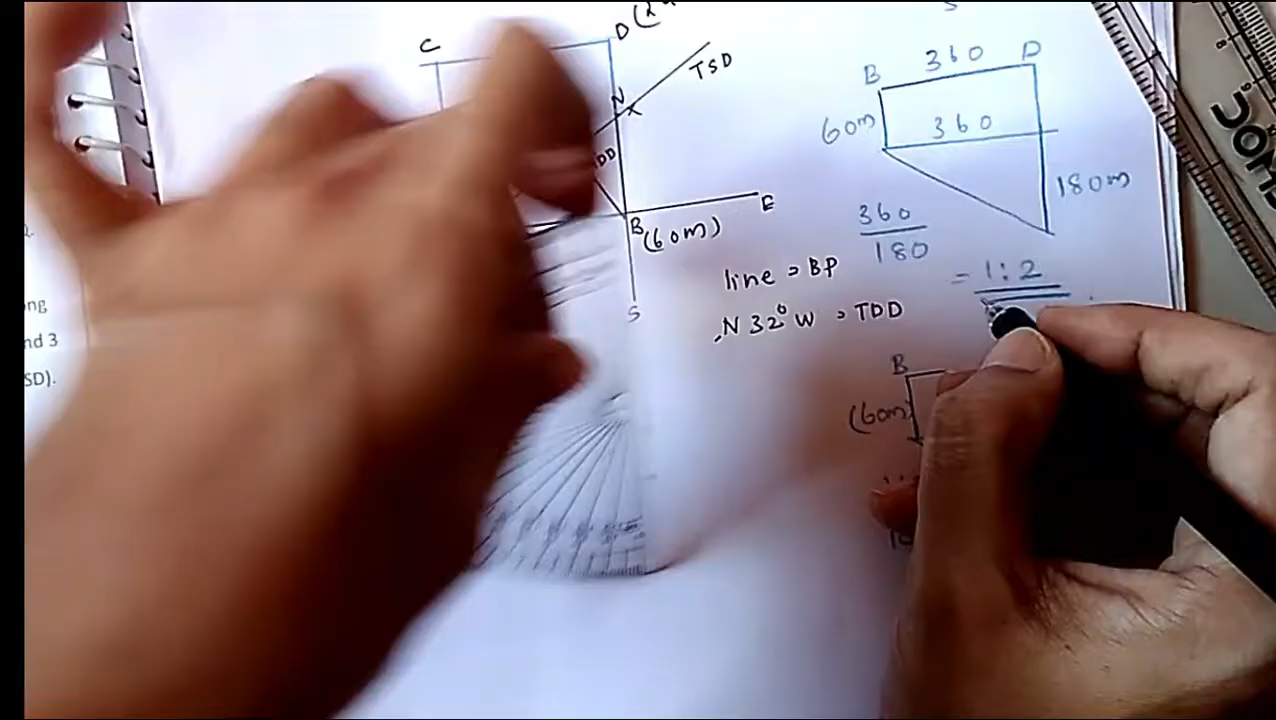 C
D
TSD
N
X
DD
E
B
(60m)
S
line = BP
N 32° W = TDD
B 360 D
60m
360
180m
360
180
= 1:2
B
(60m)
ng
nd 3
SD).